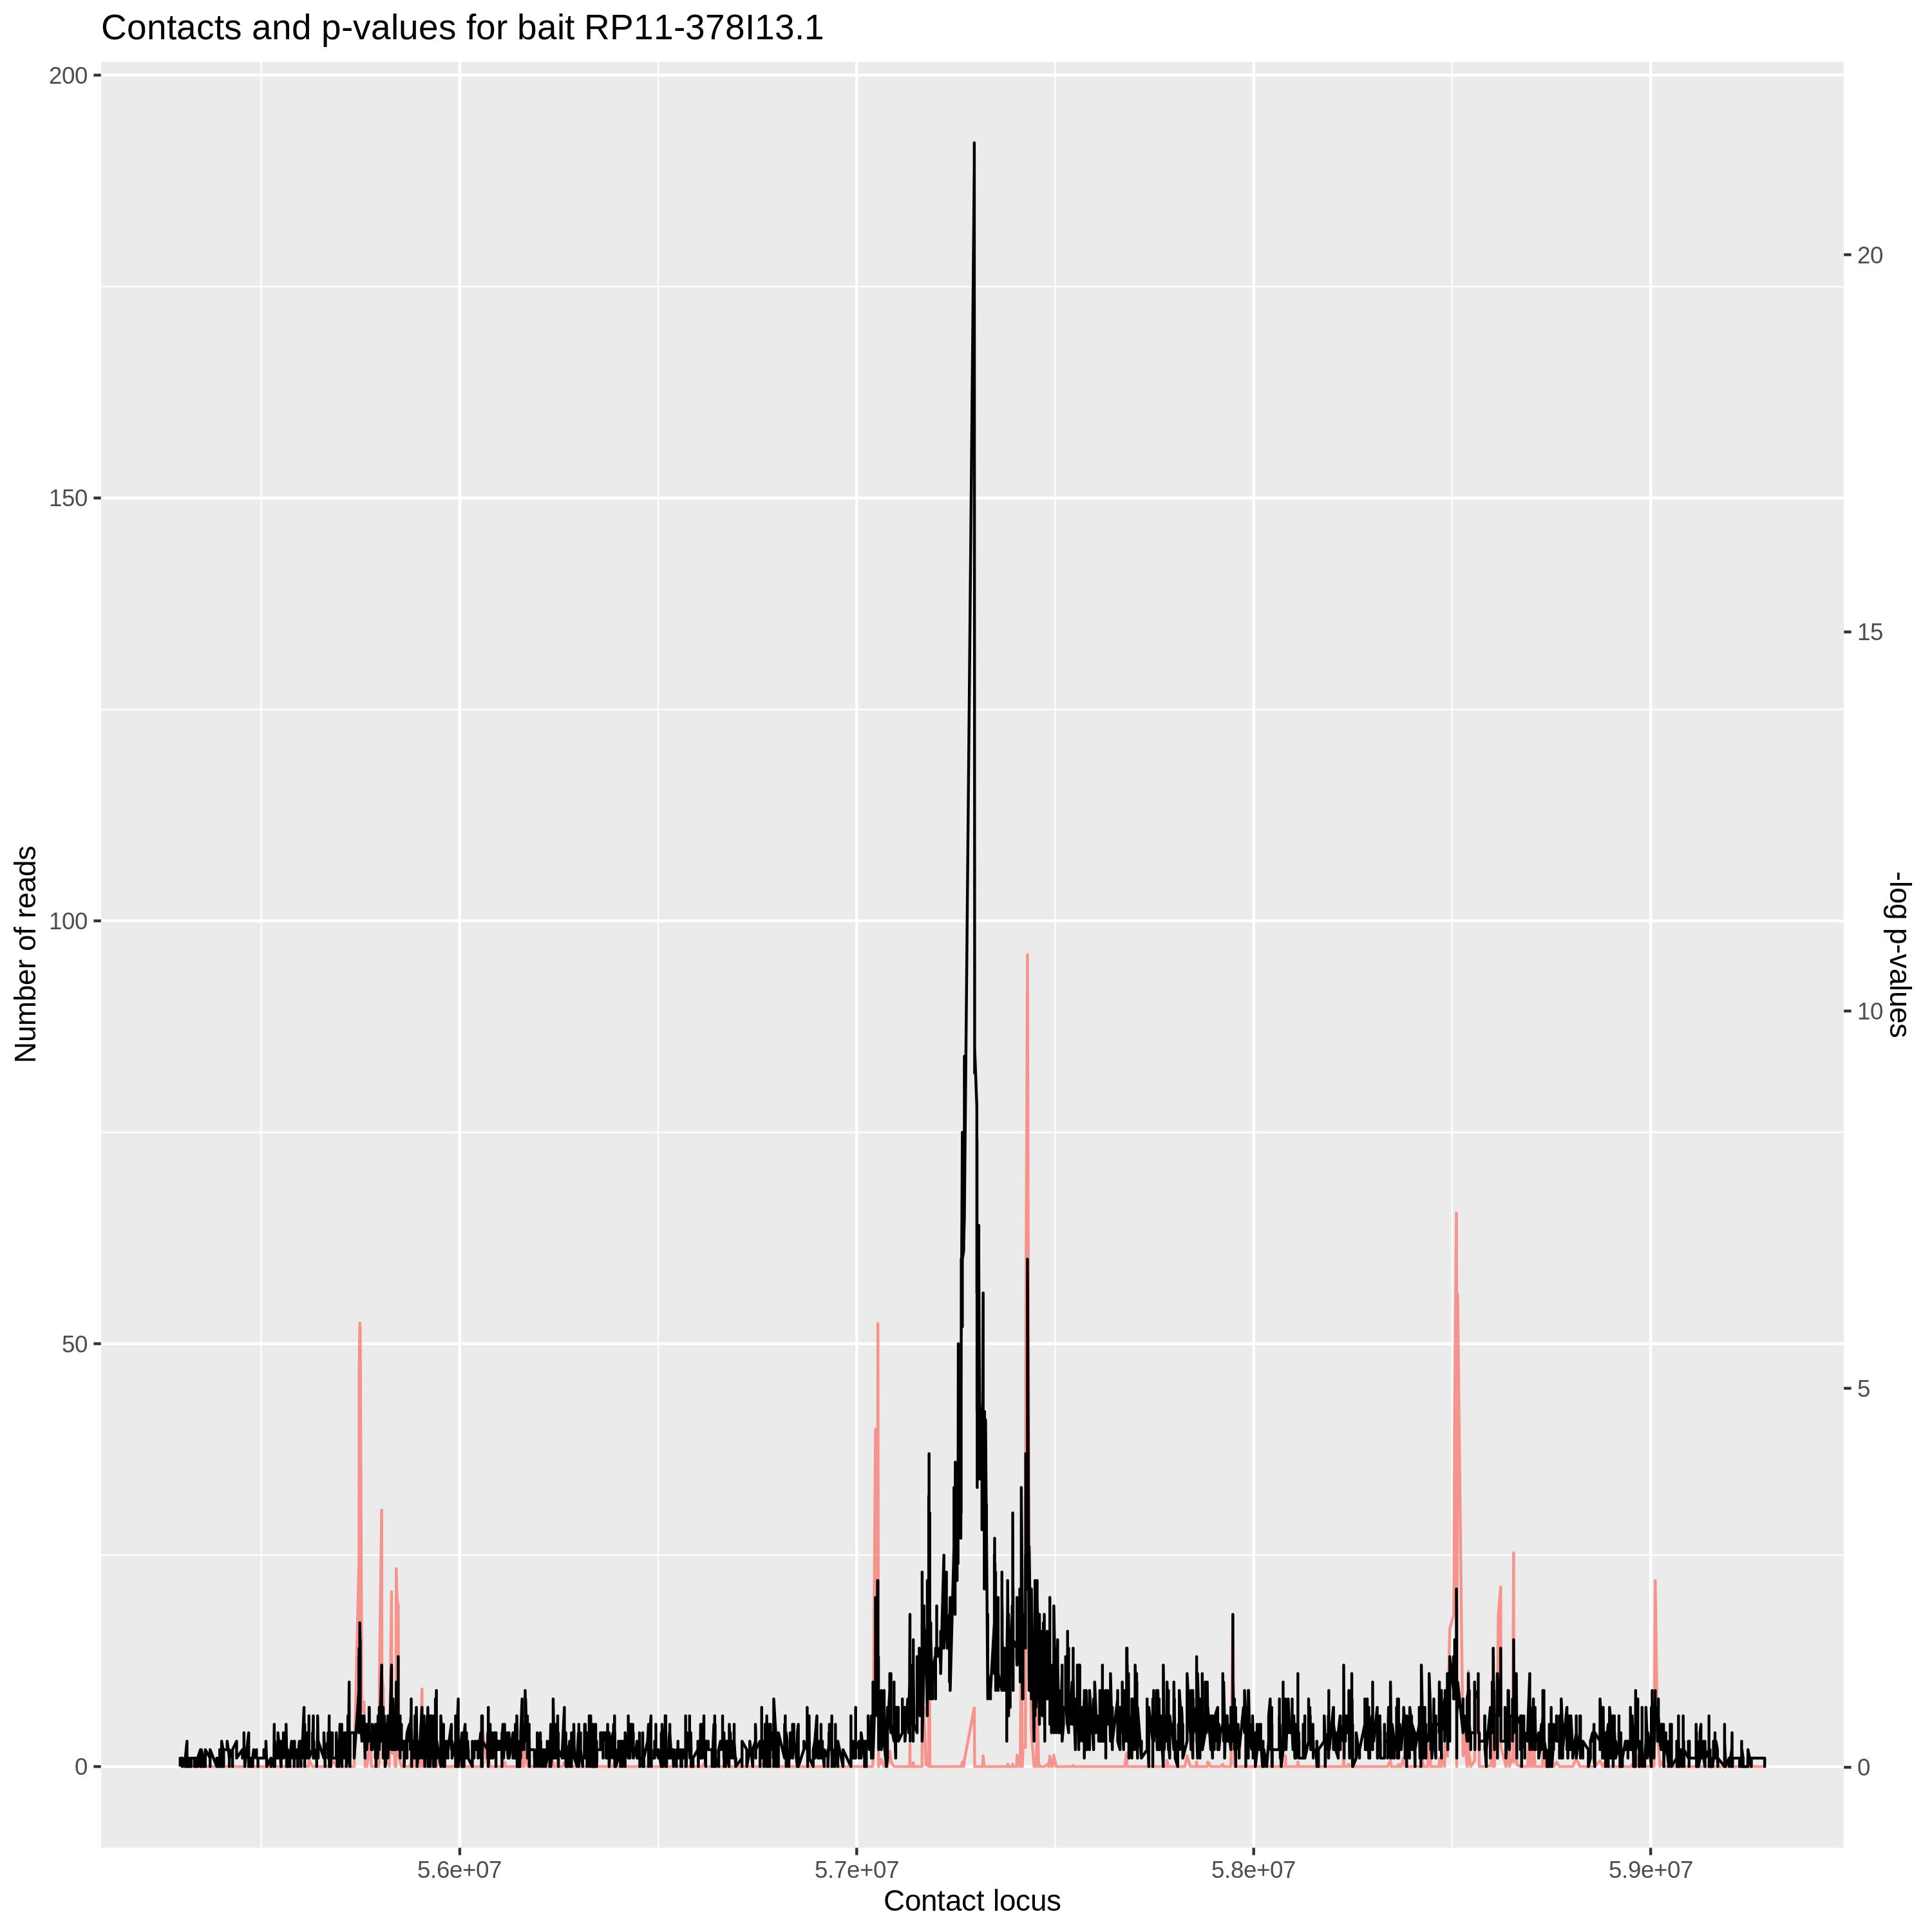 Contacts and p-values for bait RP11-378I13.1
200
150
100
50
0
Number of reads
20
15
10
5
0
-log p-values
5.6e+07
5.7e+07
5.8e+07
5.9e+07
Contact locus